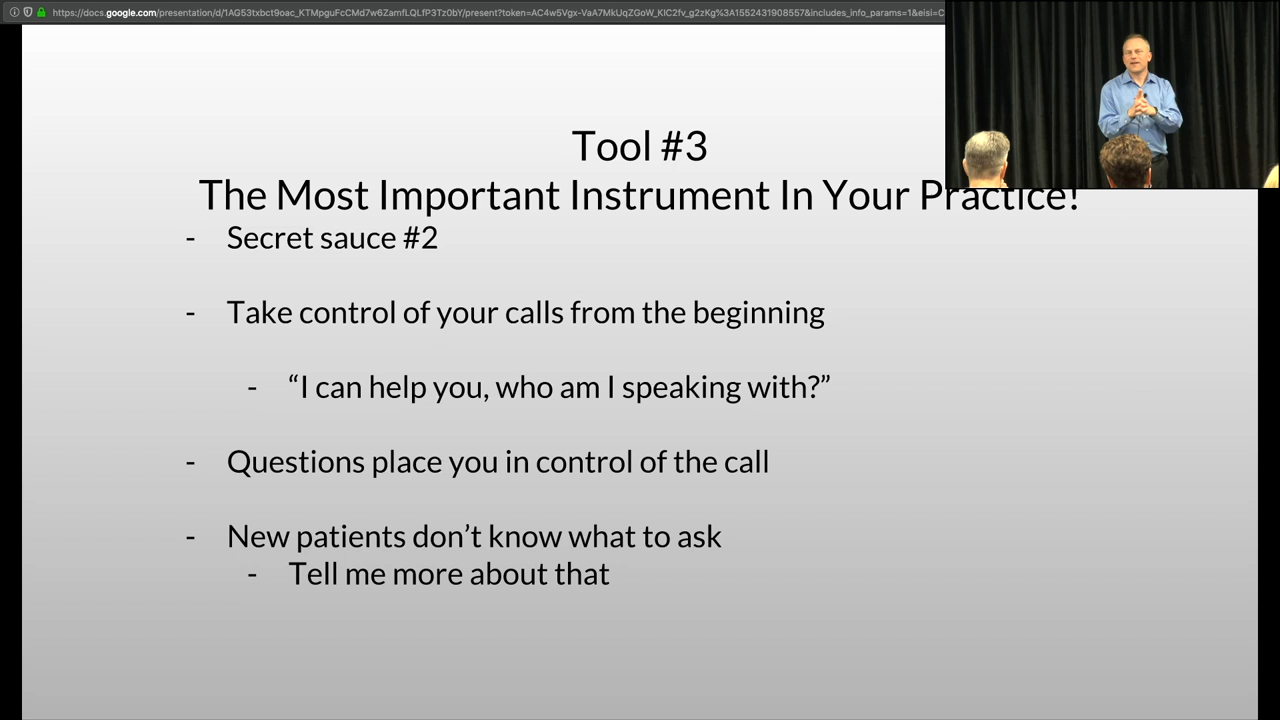 https://docs.google.com/presentation/d/1AG53txbct9oac_KTMpguFcCMd7w6ZamfLQLfP3Tz0bY/present?token=AC4w5Vgx-VaA7MkUqZGoW_KIC2fv_g2zKg%3A1552431908557&includes_info_params=1&eisi=C
Tool #3
The Most Important Instrument In Your Practice!
- Secret sauce #2
- Take control of your calls from the beginning
- “I can help you, who am I speaking with?”
- Questions place you in control of the call
- New patients don’t know what to ask
- Tell me more about that